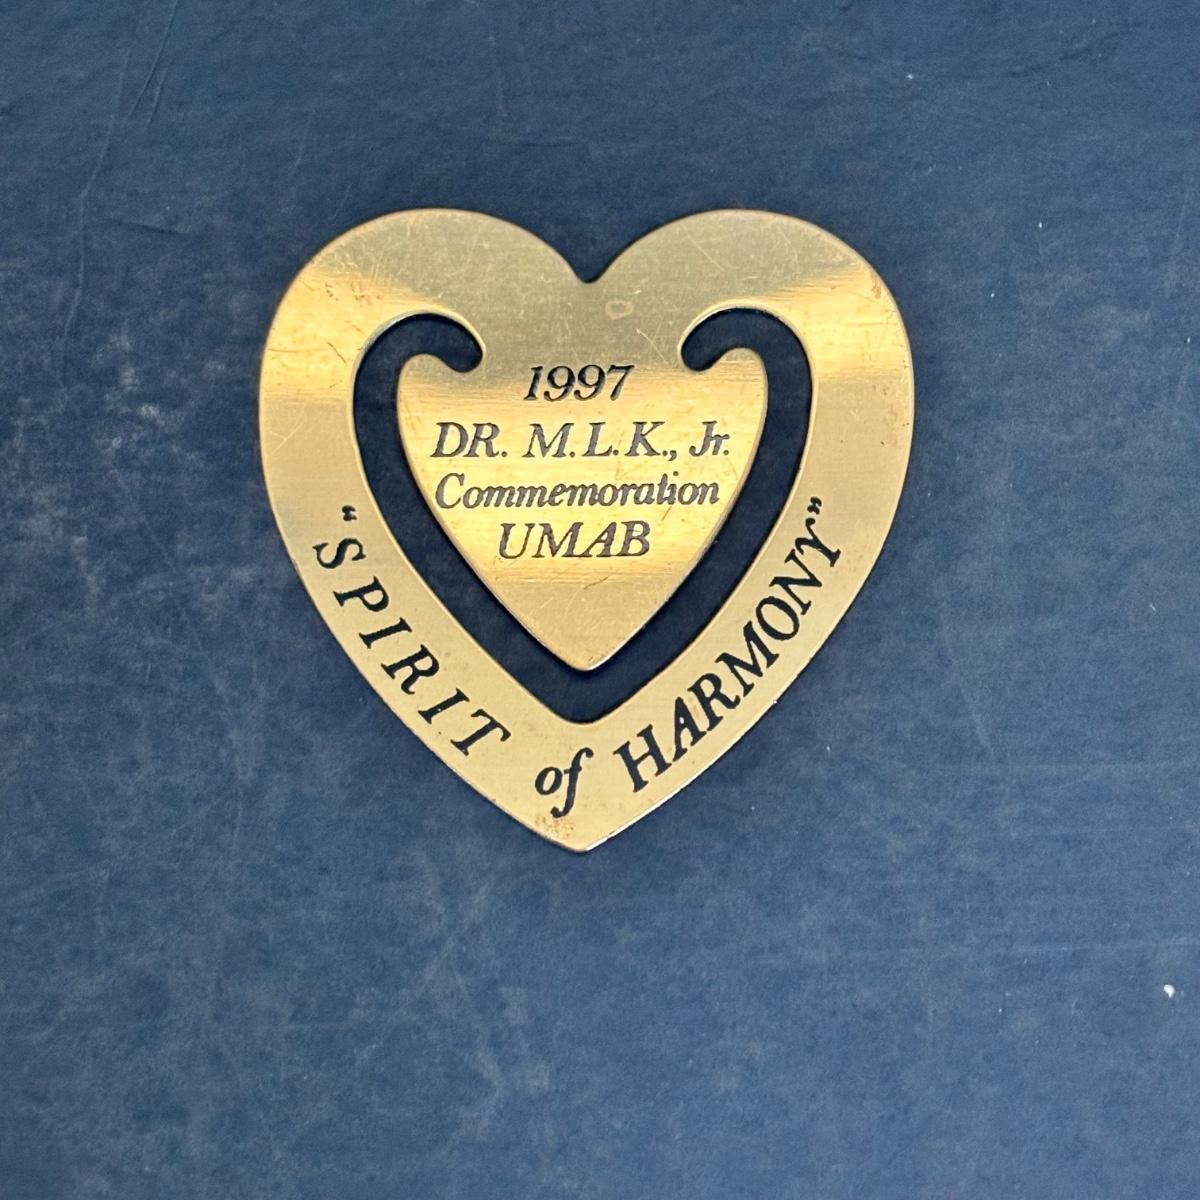 1997
DR. M.L.K., Jr.
Commemoration
UMAB
"SPIRIT of HARMONY"